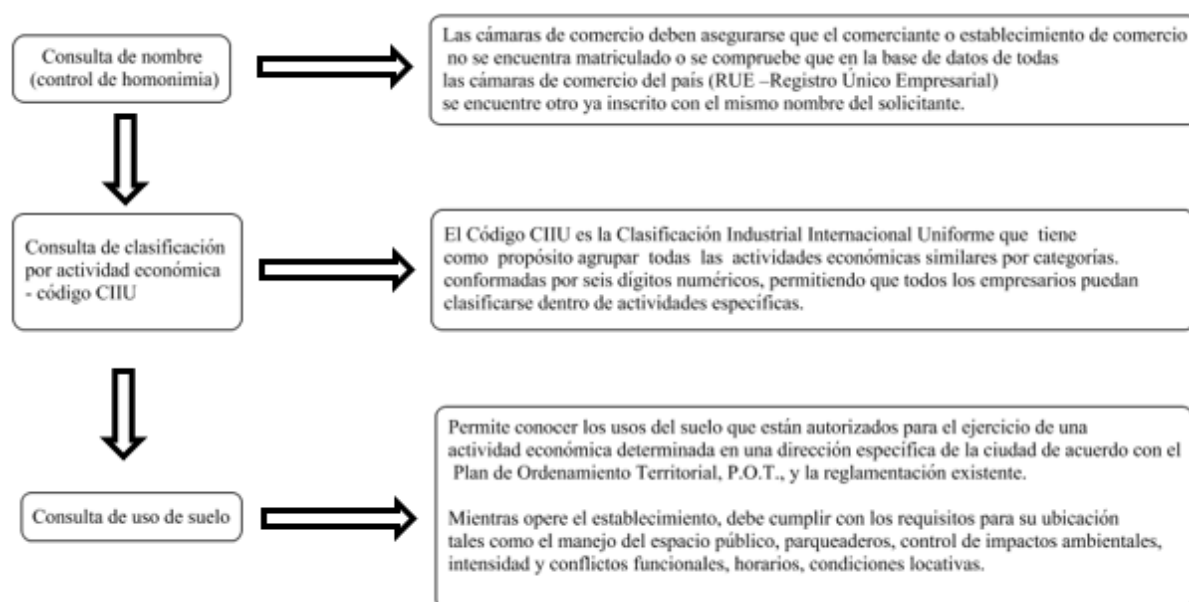 Consulta de nombre
(control de homonimia)
Las cámaras de comercio deben asegurarse que el comerciante o establecimiento de comercio
no se encuentra matriculado o se compruebe que en la base de datos de todas
las cámaras de comercio del país (RUE –Registro Único Empresarial)
se encuentre otro ya inscrito con el mismo nombre del solicitante.
Consulta de clasificación
por actividad económica
- código CIIU
El Código CIIU es la Clasificación Industrial Internacional Uniforme que tiene
como propósito agrupar todas las actividades económicas similares por categorías.
conformadas por seis dígitos numéricos, permitiendo que todos los empresarios puedan
clasificarse dentro de actividades específicas.
Consulta de uso de suelo
Permite conocer los usos del suelo que están autorizados para el ejercicio de una
actividad económica determinada en una dirección específica de la ciudad de acuerdo con el
Plan de Ordenamiento Territorial, P.O.T., y la reglamentación existente.
Mientras opere el establecimiento, debe cumplir con los requisitos para su ubicación
tales como el manejo del espacio público, parqueaderos, control de impactos ambientales,
intensidad y conflictos funcionales, horarios, condiciones locativas.